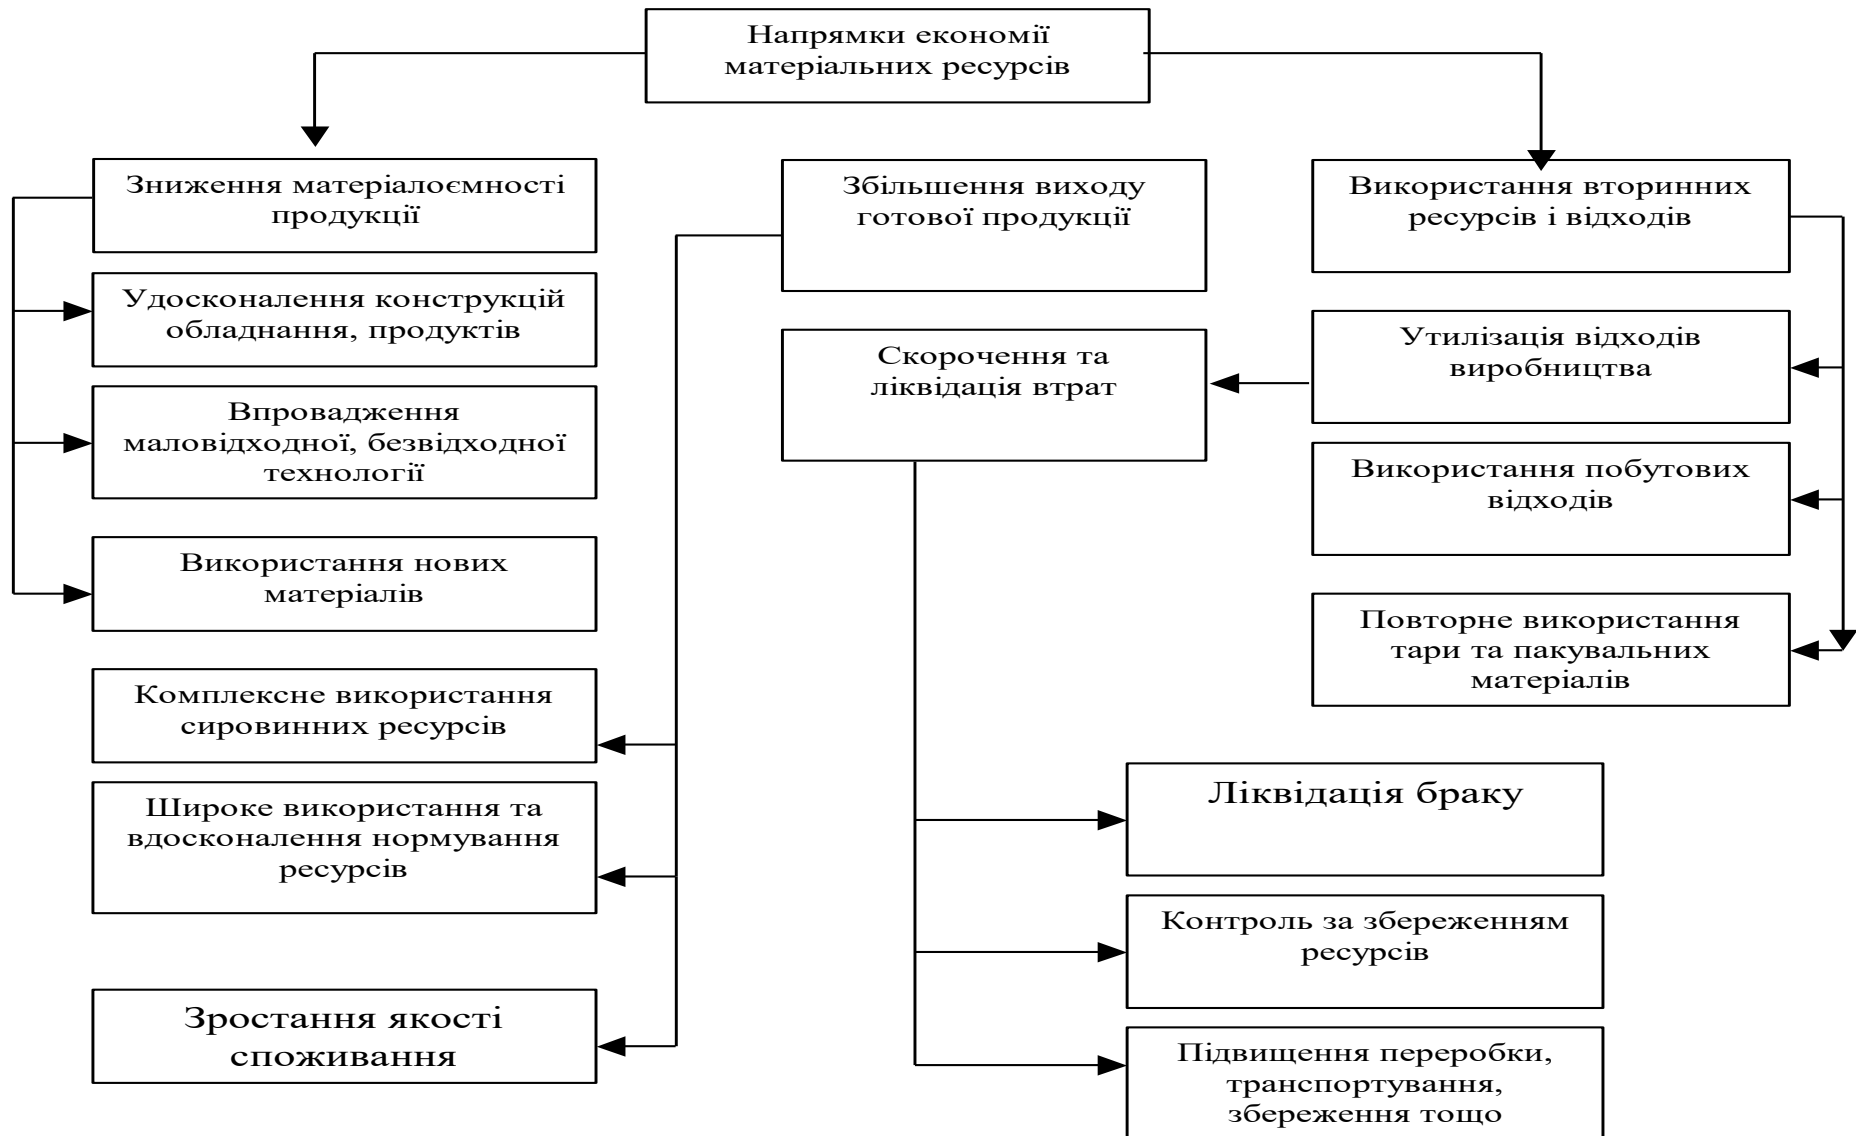 Напрямки економії
матеріальних ресурсів
Зниження матеріалоємності
продукції
Збільшення виходу
готової продукції
Використання вторинних
ресурсів і відходів
Удосконалення конструкцій
обладнання, продуктів
Скорочення та
ліквідація втрат
Утилізація відходів
виробництва
Впровадження
маловідходної, безвідходної
технології
Використання побутових
відходів
Використання нових
матеріалів
Повторне використання
тари та пакувальних
матеріалів
Комплексне використання
сировинних ресурсів
Широке використання та
вдосконалення нормування
ресурсів
Зростання якості
споживання
Ліквідація браку
Контроль за збереженням
ресурсів
Підвищення переробки,
транспортування,
збереження тощо